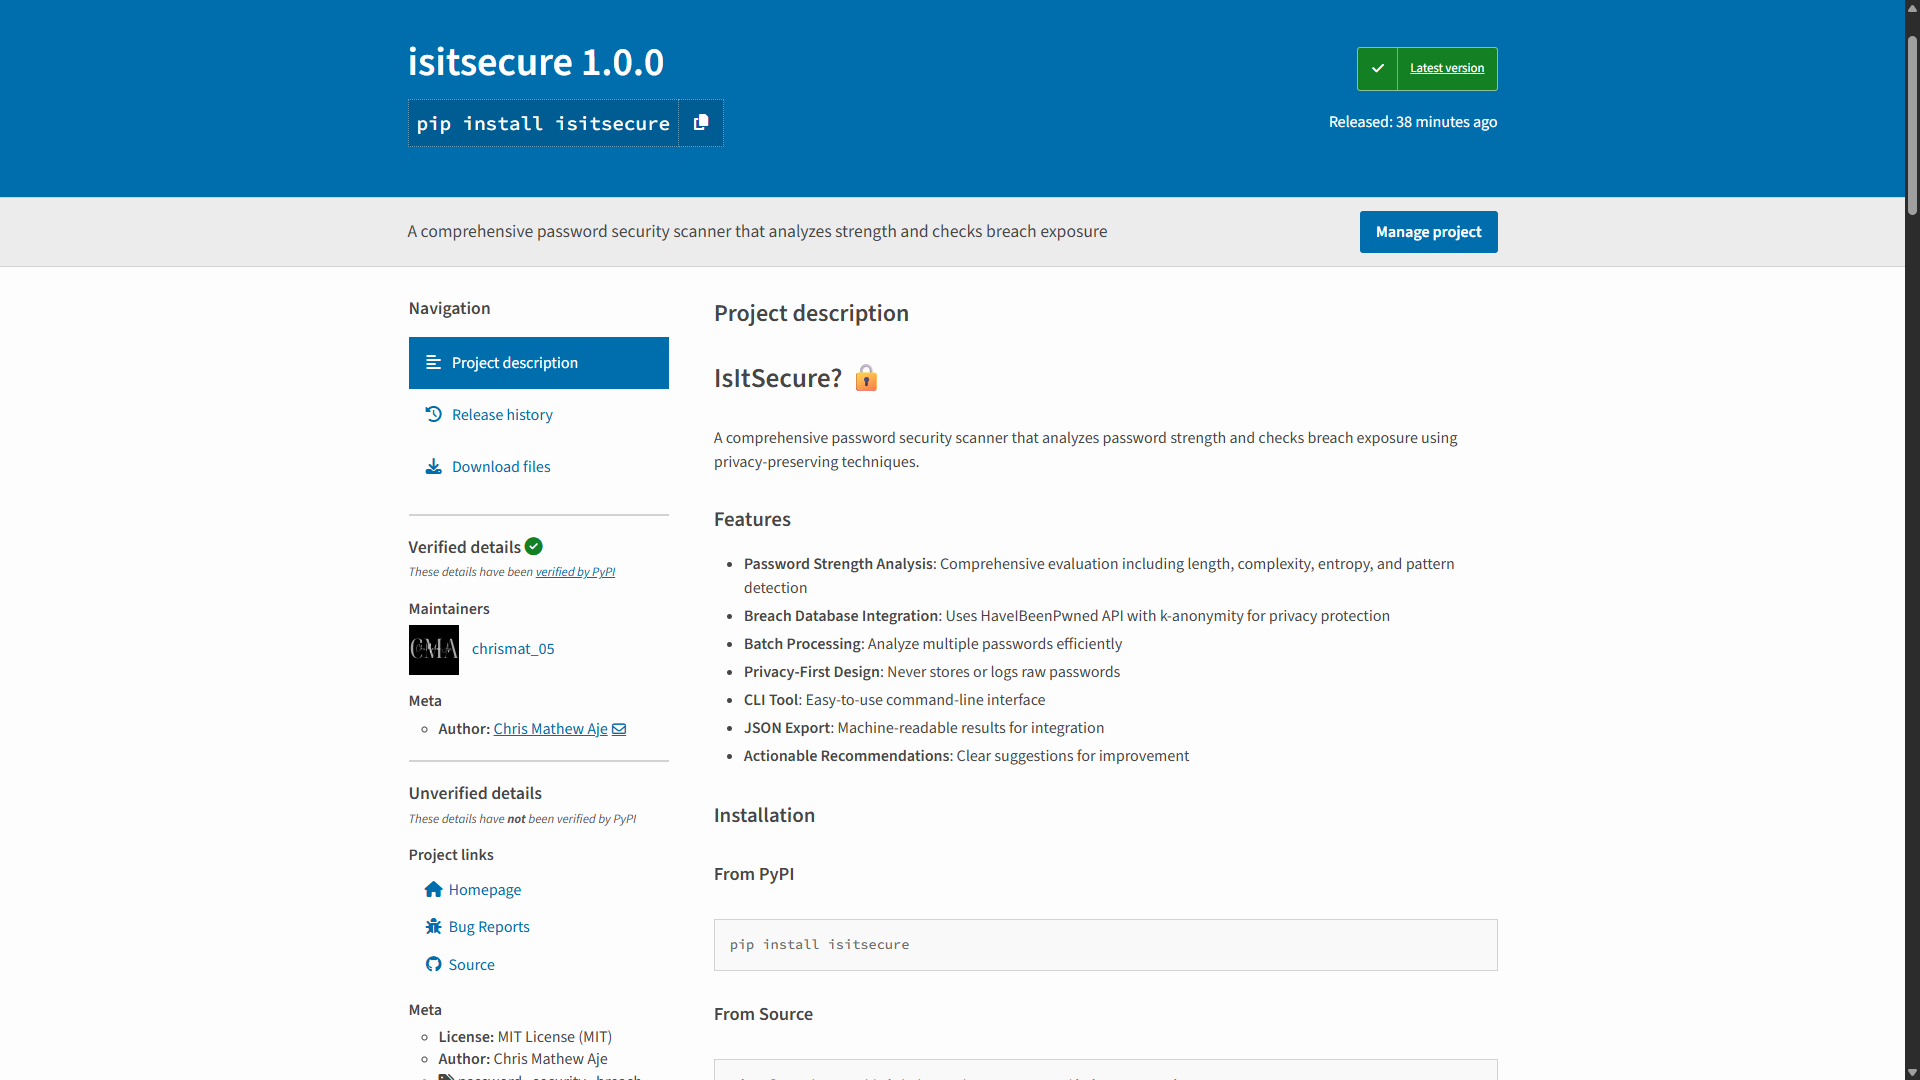 isitsecure 1.0.0
pip install isitsecure
Latest version
Released: 38 minutes ago
A comprehensive password security scanner that analyzes strength and checks breach exposure
Manage project
Navigation
Project description
Release history
Download files
Verified details
These details have been verified by PyPI
Maintainers
CMA
chrismat_05
Meta
Author: Chris Mathew Aje
Unverified details
These details have not been verified by PyPI
Project links
Homepage
Bug Reports
Source
Meta
License: MIT License (MIT)
Author: Chris Mathew Aje
Project description
IsItSecure? 🔒
A comprehensive password security scanner that analyzes password strength and checks breach exposure using
privacy-preserving techniques.
Features
Password Strength Analysis: Comprehensive evaluation including length, complexity, entropy, and pattern
detection
Breach Database Integration: Uses HaveIBeenPwned API with k-anonymity for privacy protection
Batch Processing: Analyze multiple passwords efficiently
Privacy-First Design: Never stores or logs raw passwords
CLI Tool: Easy-to-use command-line interface
JSON Export: Machine-readable results for integration
Actionable Recommendations: Clear suggestions for improvement
Installation
From PyPI
pip install isitsecure
From Source